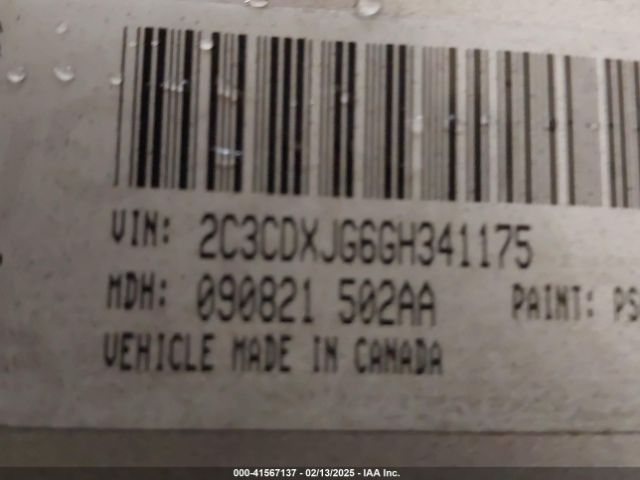 VIN: 2C3CDXJG6GH341175
MDH: 090821 502AA PAINT: PS
VEHICLE MADE IN CANADA
000-41567137 - 02/13/2025 - IAA Inc.